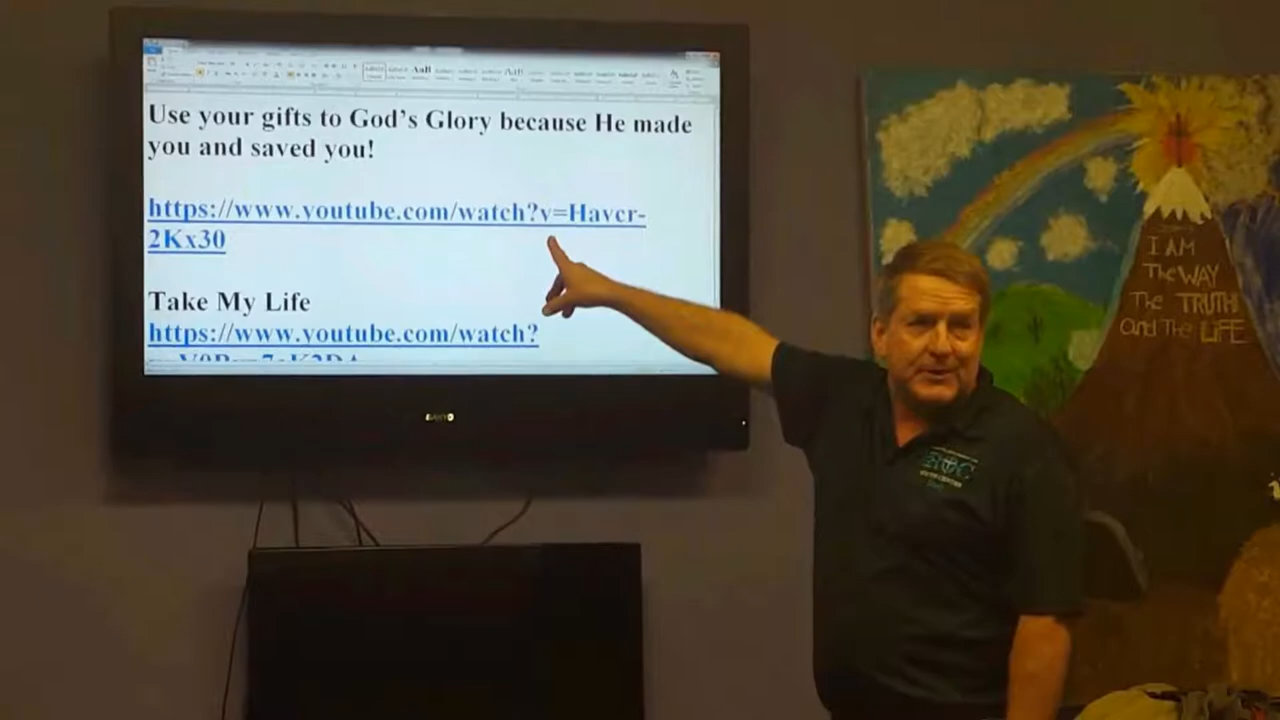 Use your gifts to God's Glory because He made
you and saved you!
https://www.youtube.com/watch?v=Havcr-
2Kx30
Take My Life
https://www.youtube.com/watch?
SANYO
I AM
The WAY
The TRUTH
and The LIFE